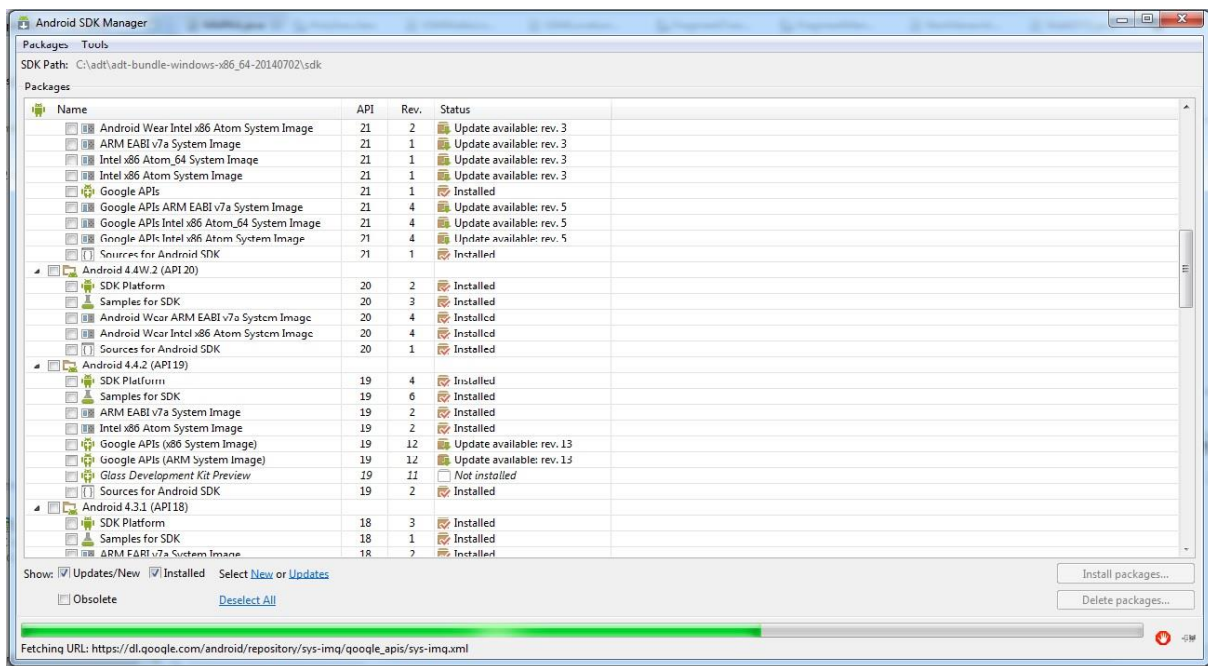 Android SDK Manager
Packages Tools
SDK Path: C:\adt\adt-bundle-windows-x86_64-20140702\sdk
Packages
Name API Rev. Status
Android Wear Intel x86 Atom System Image 21 2 Update available: rev. 3
ARM EABI v7a System Image 21 1 Update available: rev. 3
Intel x86 Atom_64 System Image 21 1 Update available: rev. 3
Intel x86 Atom System Image 21 1 Update available: rev. 3
Google APIs 21 1 Installed
Google APIs ARM EABI v7a System Image 21 4 Update available: rev. 5
Google APIs Intel x86 Atom_64 System Image 21 4 Update available: rev. 5
Google APIs Intel x86 Atom System Image 21 4 Update available: rev. 5
Sources for Android SDK 21 1 Installed
Android 4.4W.2 (API 20)
SDK Platform 20 2 Installed
Samples for SDK 20 3 Installed
Android Wear ARM EABI v7a System Image 20 4 Installed
Android Wear Intel x86 Atom System Image 20 4 Installed
Sources for Android SDK 20 1 Installed
Android 4.4.2 (API 19)
SDK Platform 19 4 Installed
Samples for SDK 19 6 Installed
ARM EABI v7a System Image 19 2 Installed
Intel x86 Atom System Image 19 2 Installed
Google APIs (x86 System Image) 19 12 Update available: rev. 13
Google APIs (ARM System Image) 19 12 Update available: rev. 13
Glass Development Kit Preview 19 11 Not installed
Sources for Android SDK 19 2 Installed
Android 4.3.1 (API 18)
SDK Platform 18 3 Installed
Samples for SDK 18 1 Installed
ARM EABI v7a System Image 18 2 Installed
Show: Updates/New Installed Select New or Updates Install packages...
Obsolete Deselect All Delete packages...
Fetching URL: https://dl.google.com/android/repository/sys-img/google_apis/sys-img.xml